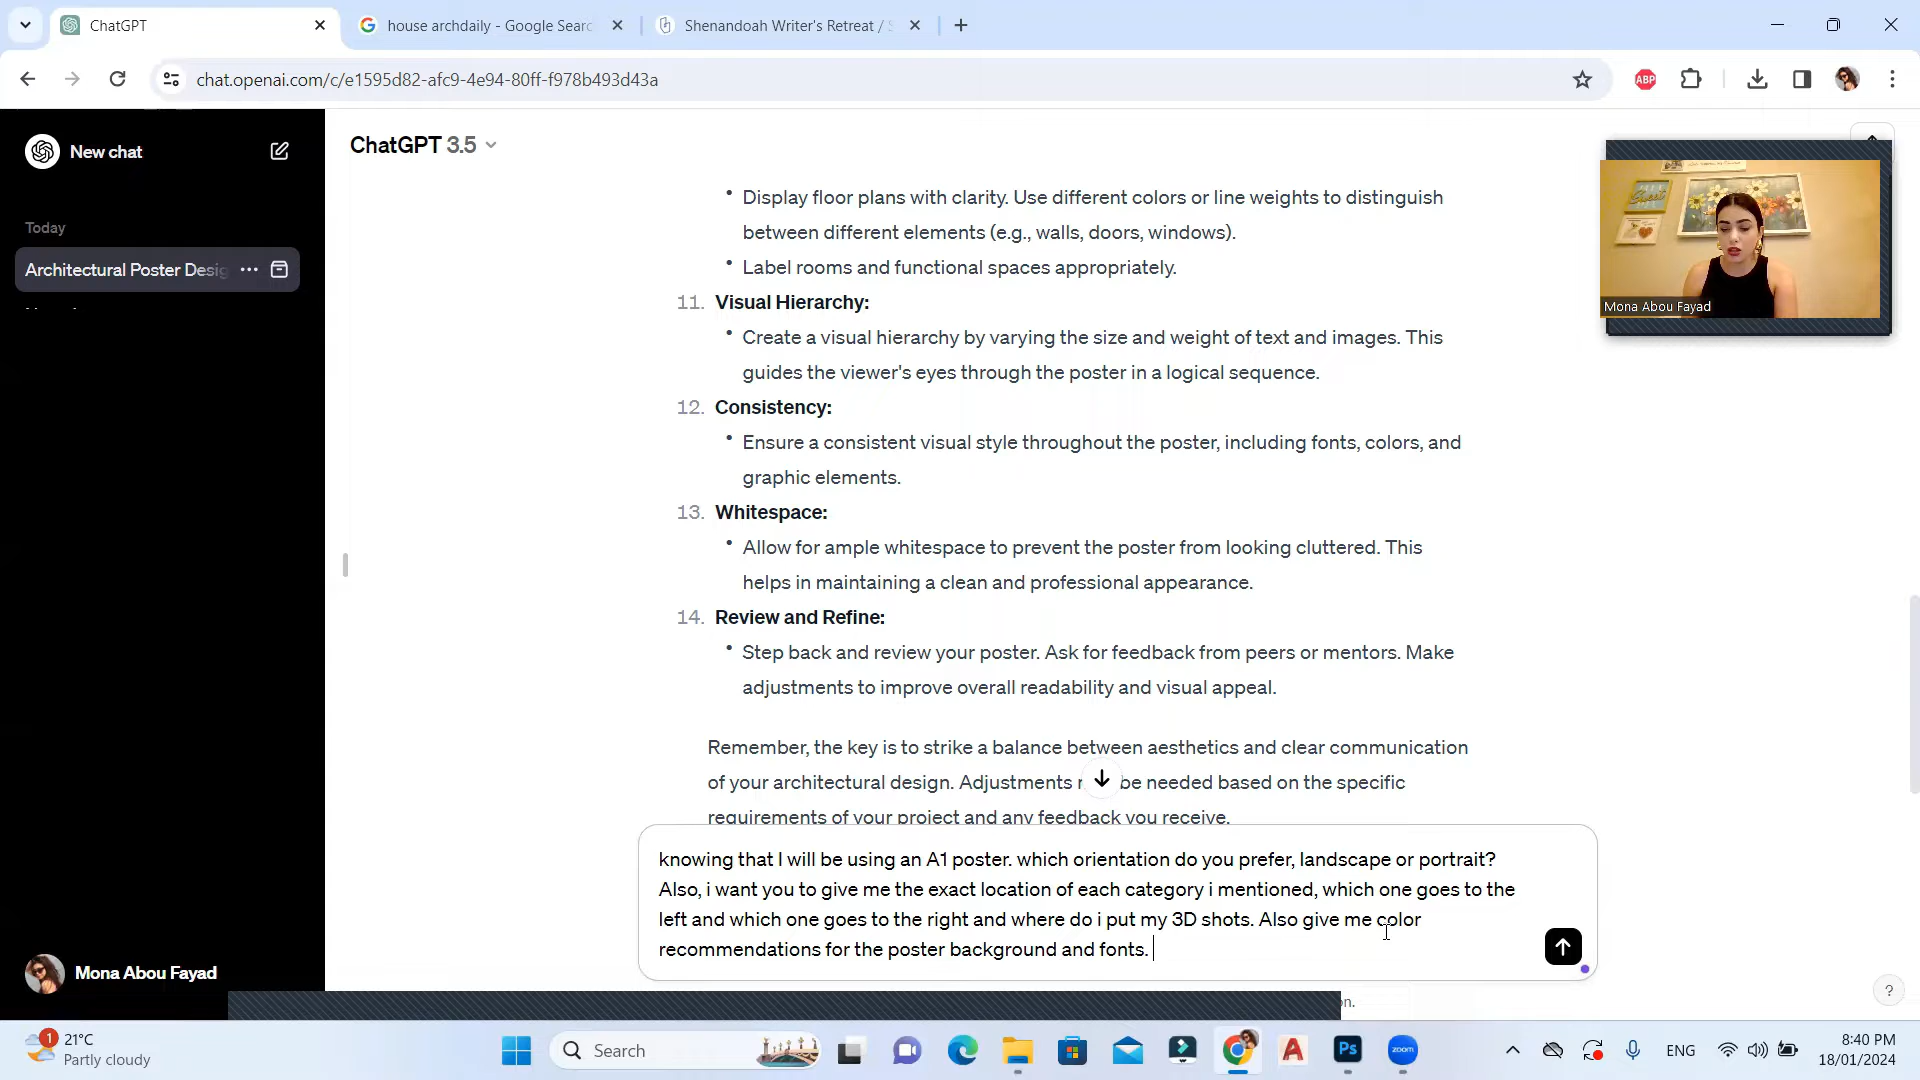 ChatGPT
house archdaily - Google Searc
Shenandoah Writer's Retreat / S
chat.openai.com/c/e1595d82-afc9-4e94-80ff-f978b493d43a
ABP
New chat
ChatGPT 3.5
Today
Architectural Poster Desig
• Display floor plans with clarity. Use different colors or line weights to distinguish
between different elements (e.g., walls, doors, windows).
• Label rooms and functional spaces appropriately.
11. Visual Hierarchy:
• Create a visual hierarchy by varying the size and weight of text and images. This
guides the viewer's eyes through the poster in a logical sequence.
12. Consistency:
• Ensure a consistent visual style throughout the poster, including fonts, colors, and
graphic elements.
13. Whitespace:
• Allow for ample whitespace to prevent the poster from looking cluttered. This
helps in maintaining a clean and professional appearance.
14. Review and Refine:
• Step back and review your poster. Ask for feedback from peers or mentors. Make
adjustments to improve overall readability and visual appeal.
Remember, the key is to strike a balance between aesthetics and clear communication
of your architectural design. Adjustments be needed based on the specific
requirements of your project and any feedback you receive.
knowing that I will be using an A1 poster. which orientation do you prefer, landscape or portrait?
Also, i want you to give me the exact location of each category i mentioned, which one goes to the
left and which one goes to the right and where do i put my 3D shots. Also give me color
recommendations for the poster background and fonts.
Mona Abou Fayad
Mona Abou Fayad
on.
?
1
21°C
Partly cloudy
Search
Ps
zoom
ENG
8:40 PM
18/01/2024